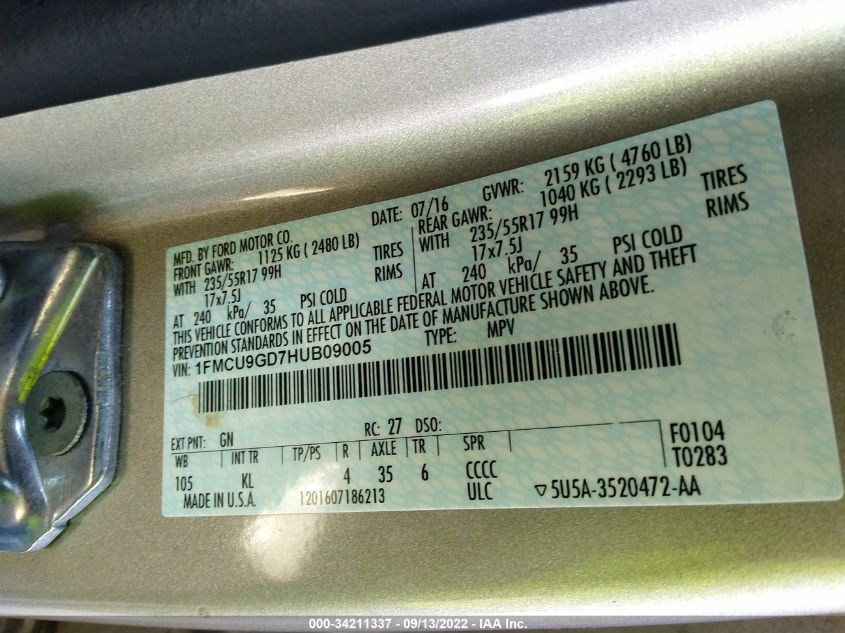 MFD. BY FORD MOTOR CO.
DATE: 07/16 GVWR: 2159 KG ( 4760 LB)
FRONT GAWR: 1125 KG ( 2480 LB)
REAR GAWR: 1040 KG ( 2293 LB)
WITH 235/55R17 99H TIRES
WITH 235/55R17 99H TIRES
17x7.5J RIMS
17x7.5J RIMS
AT 240 kPa/ 35 PSI COLD
AT 240 kPa/ 35 PSI COLD
THIS VEHICLE CONFORMS TO ALL APPLICABLE FEDERAL MOTOR VEHICLE SAFETY AND THEFT
PREVENTION STANDARDS IN EFFECT ON THE DATE OF MANUFACTURE SHOWN ABOVE.
VIN: 1FMCU9GD7HUB09005 TYPE: MPV
EXT PNT: GN RC: 27 DSO:
WB INT TR TP/PS R AXLE TR SPR
105 KL 4 35 6 CCCC
MADE IN U.S.A. 1201607186213 ULC
F0104
T0283
▽5U5A-3520472-AA
000-34211337 - 09/13/2022 - IAA Inc.